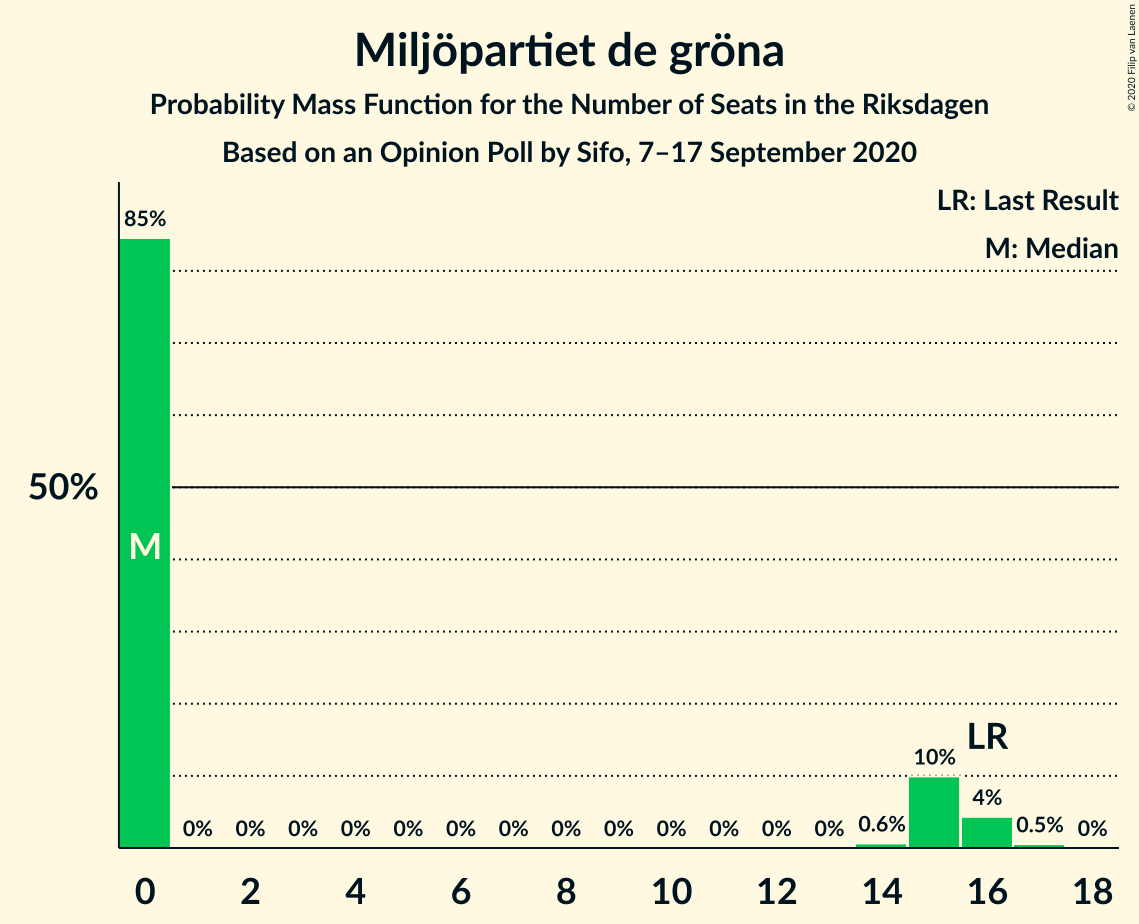 Miljöpartiet de gröna
Probability Mass Function for the Number of Seats in the Riksdagen
Based on an Opinion Poll by Sifo, 7–17 September 2020
© 2020 Filip van Laenen
LR: Last Result
M: Median
85%
50%
M
LR
0% 0% 0% 0% 0% 0% 0% 0% 0% 0% 0% 0% 0% 0.6% 10% 4% 0.5% 0%
0 2 4 6 8 10 12 14 16 18